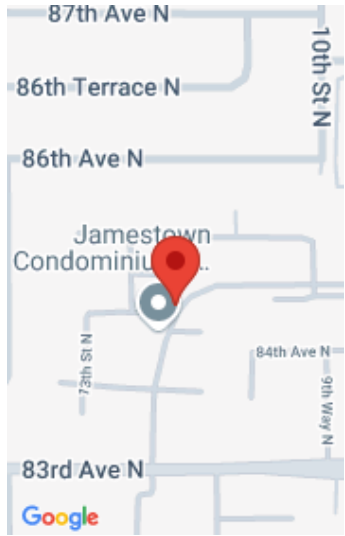 87th Ave N
10th St N
86th Terrace N
86th Ave N
Jamestown
Condominiu...
73th St N
84th Ave N
9th Way N
83rd Ave N
Google